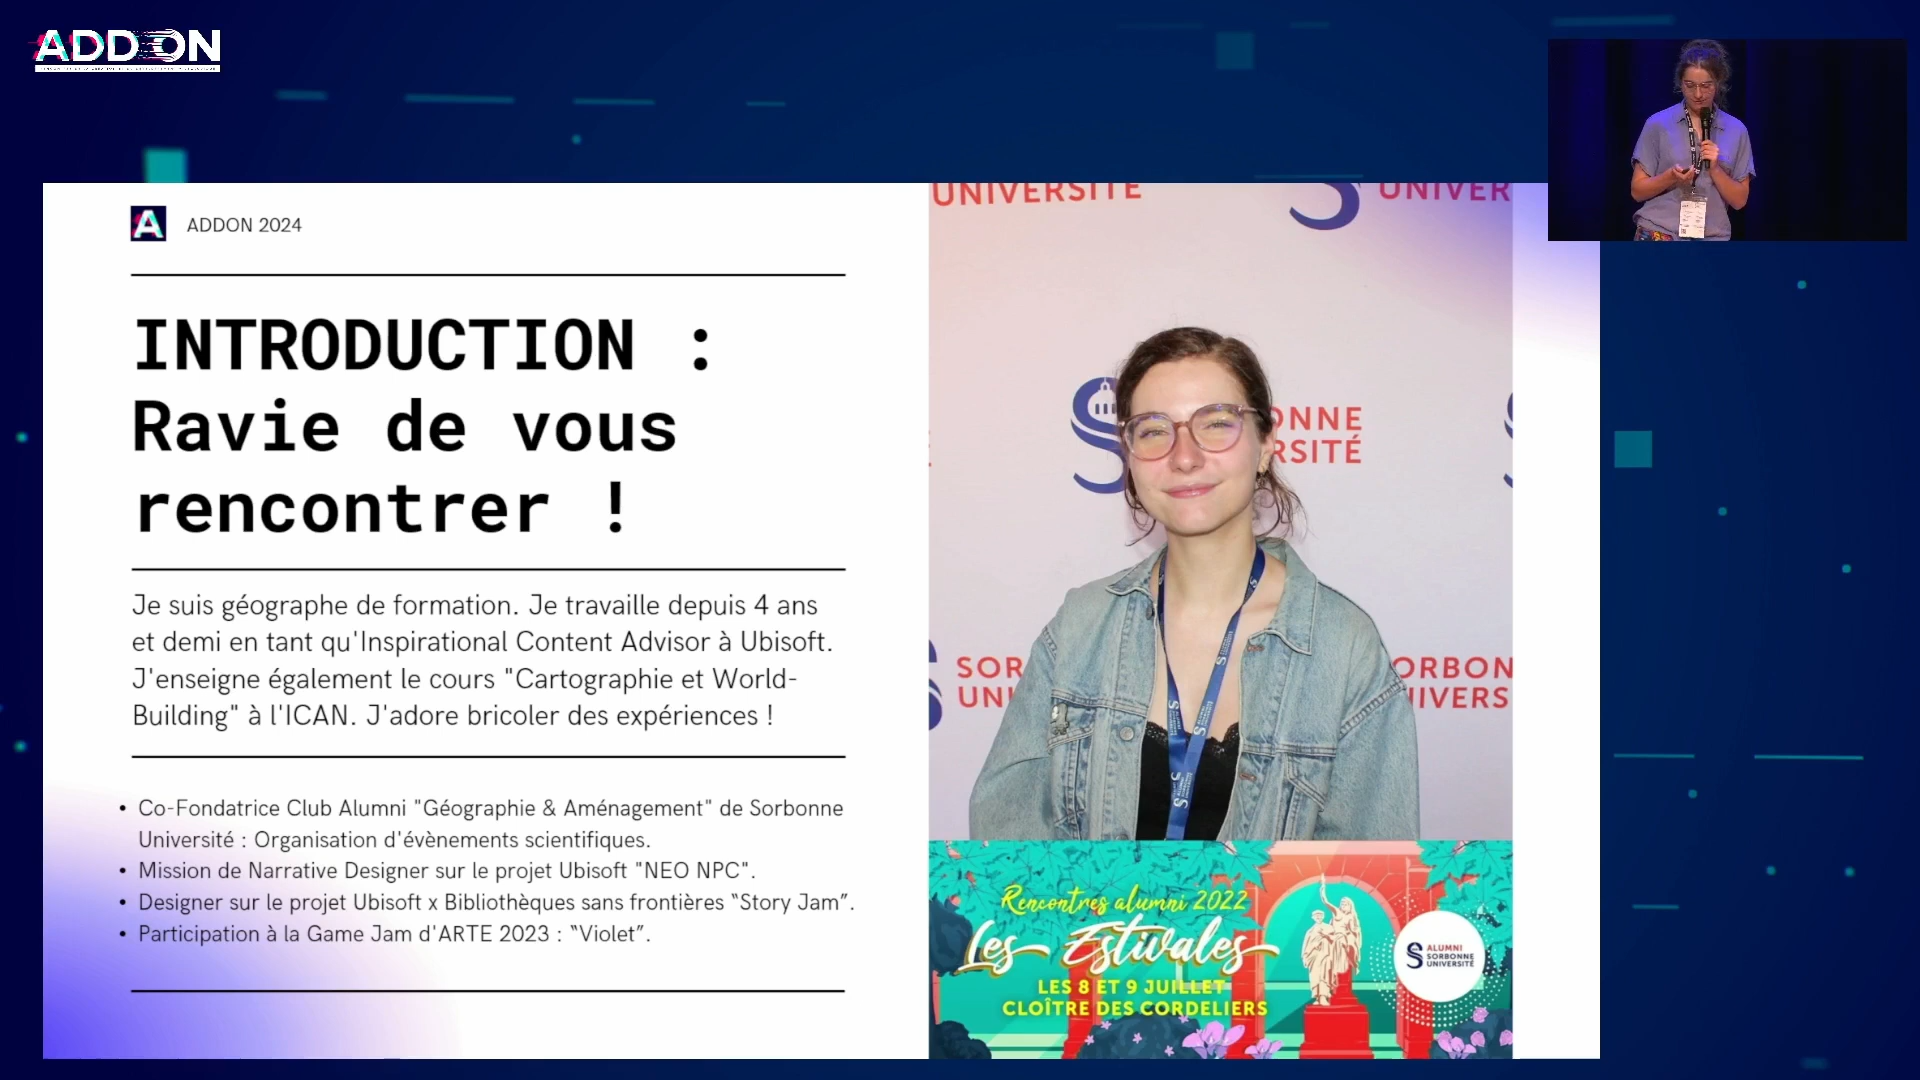 ADDON
A ADDON 2024
INTRODUCTION :
Ravie de vous
rencontrer !
Je suis géographe de formation. Je travaille depuis 4 ans
et demi en tant qu'Inspirational Content Advisor à Ubisoft.
J'enseigne également le cours "Cartographie et World-
Building" à l'ICAN. J'adore bricoler des expériences !
• Co-Fondatrice Club Alumni "Géographie & Aménagement" de Sorbonne
Université : Organisation d'évènements scientifiques.
• Mission de Narrative Designer sur le projet Ubisoft "NEO NPC".
• Designer sur le projet Ubisoft x Bibliothèques sans frontières “Story Jam”.
• Participation à la Game Jam d'ARTE 2023 : “Violet”.
UNIVERSITÉ UNIVER
ONNE
RSITÉ
SOR ORBON
UNI IVERS
Rencontres alumni 2022
Les Estivales
LES 8 ET 9 JUILLET
CLOÎTRE DES CORDELIERS
ALUMNI
SORBONNE
UNIVERSITÉ